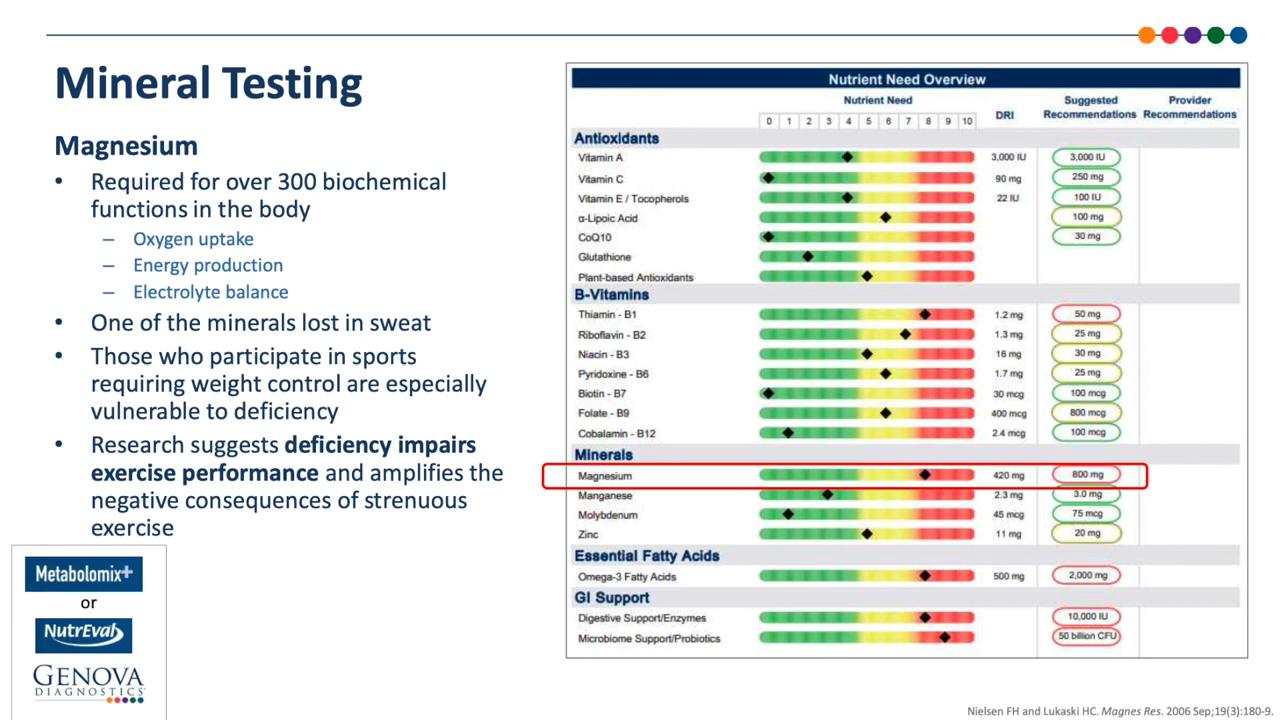 Mineral Testing
Magnesium
• Required for over 300 biochemical
functions in the body
– Oxygen uptake
– Energy production
– Electrolyte balance
• One of the minerals lost in sweat
• Those who participate in sports
requiring weight control are especially
vulnerable to deficiency
• Research suggests deficiency impairs
exercise performance and amplifies the
negative consequences of strenuous
exercise
Metabolomix+
or
NutrEval
GENOVA
DIAGNOSTICS
Nutrient Need Overview
Nutrient Need DRI Suggested Recommendations Provider Recommendations
0 1 2 3 4 5 6 7 8 9 10
Antioxidants
Vitamin A 3,000 IU 3,000 IU
Vitamin C 90 mg 250 mg
Vitamin E / Tocopherols 22 IU 100 IU
α-Lipoic Acid 100 mg
CoQ10 30 mg
Glutathione
Plant-based Antioxidants
B-Vitamins
Thiamin - B1 1.2 mg 50 mg
Riboflavin - B2 1.3 mg 25 mg
Niacin - B3 16 mg 30 mg
Pyridoxine - B6 1.7 mg 25 mg
Biotin - B7 30 mcg 100 mcg
Folate - B9 400 mcg 800 mcg
Cobalamin - B12 2.4 mcg 100 mcg
Minerals
Magnesium 420 mg 800 mg
Manganese 2.3 mg 3.0 mg
Molybdenum 45 mcg 75 mcg
Zinc 11 mg 20 mg
Essential Fatty Acids
Omega-3 Fatty Acids 500 mg 2,000 mg
GI Support
Digestive Support/Enzymes 10,000 IU
Microbiome Support/Probiotics 50 billion CFU
Nielsen FH and Lukaski HC. Magnes Res. 2006 Sep;19(3):180-9.